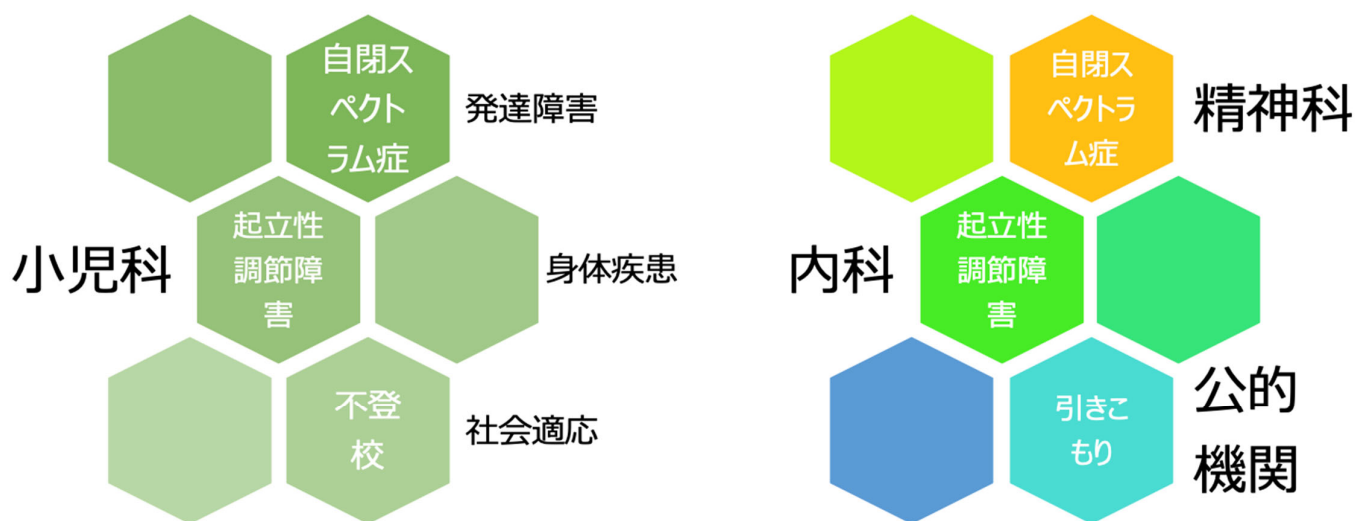 自閉ス
ペクト
ラム症
発達障害
小児科
起立性
調節障
害
身体疾患
不登
校
社会適応
自閉ス
ペクトラ
ム症
精神科
内科
起立性
調節障
害
引きこ
もり
公的
機関